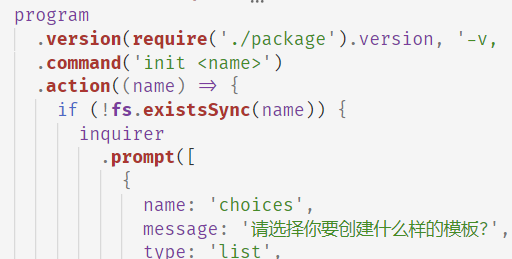 program
.version(require('./package').version, '-v,
.command('init <name>')
.action((name) => {
if (!fs.existsSync(name)) {
inquirer
.prompt([
{
name: 'choices',
message: '请选择你要创建什么样的模板?',
type: 'list',